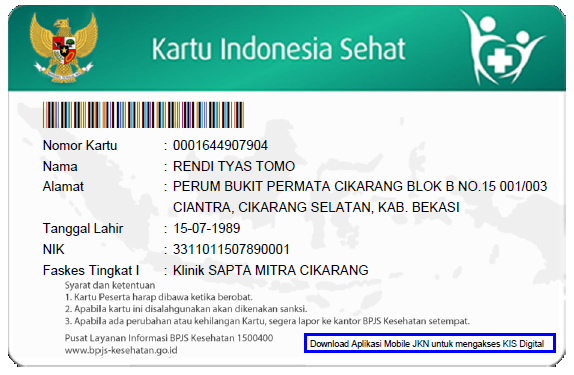 Kartu Indonesia Sehat
Nomor Kartu : 0001644907904
Nama : RENDI TYAS TOMO
Alamat : PERUM BUKIT PERMATA CIKARANG BLOK B NO.15 001/003
CIANTRA, CIKARANG SELATAN, KAB. BEKASI
Tanggal Lahir : 15-07-1989
NIK : 3311011507890001
Faskes Tingkat I : Klinik SAPTA MITRA CIKARANG
Syarat dan ketentuan
1. Kartu Peserta harap dibawa ketika berobat.
2. Apabila kartu ini disalahgunakan akan dikenakan sanksi.
3. Apabila ada perubahan atau kehilangan Kartu, segera lapor ke kantor BPJS Kesehatan setempat.
Pusat Layanan Informasi BPJS Kesehatan 1500400
www.bpjs-kesehatan.go.id
Download Aplikasi Mobile JKN untuk mengakses KIS Digital